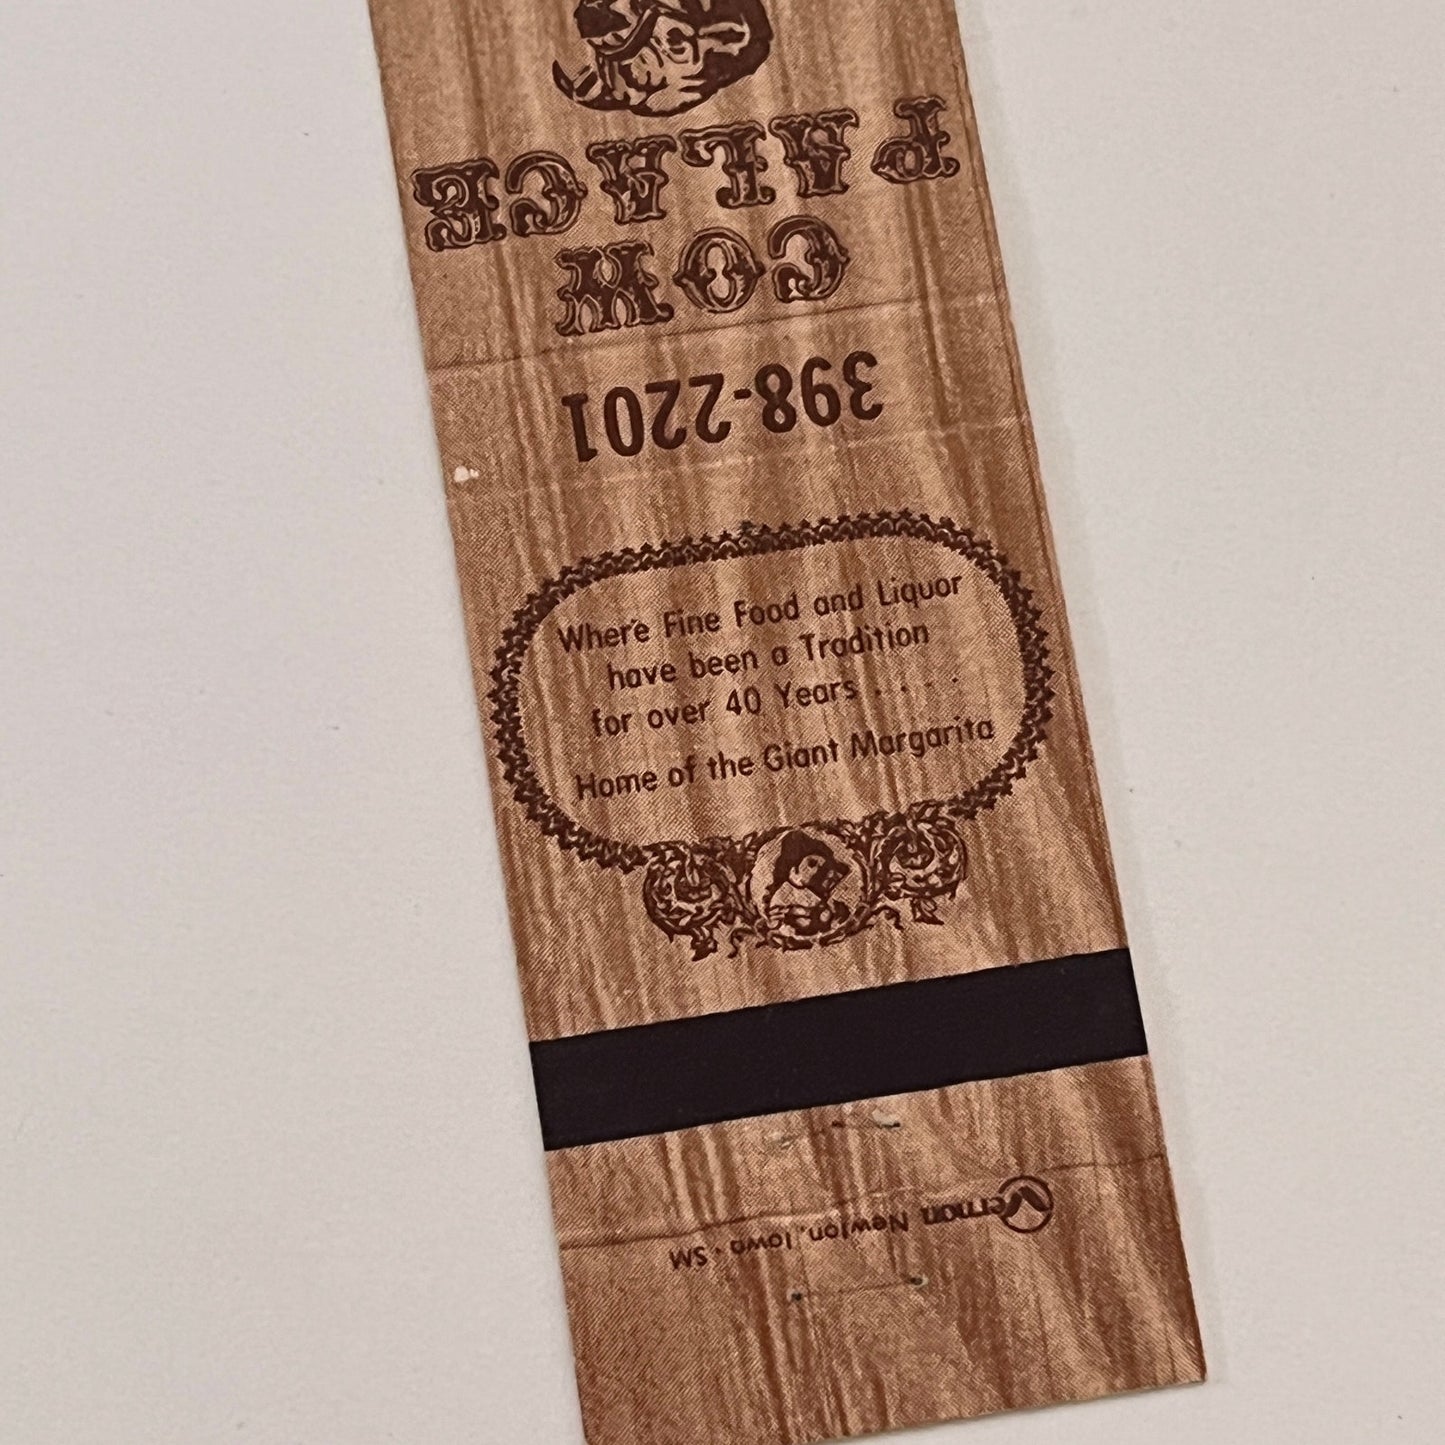 COW
PALACE
398-2201
Where Fine Food and Liquor
have been a Tradition
for over 40 Years . . . .
Home of the Giant Margarita
Vernon, Newton, Iowa · SM